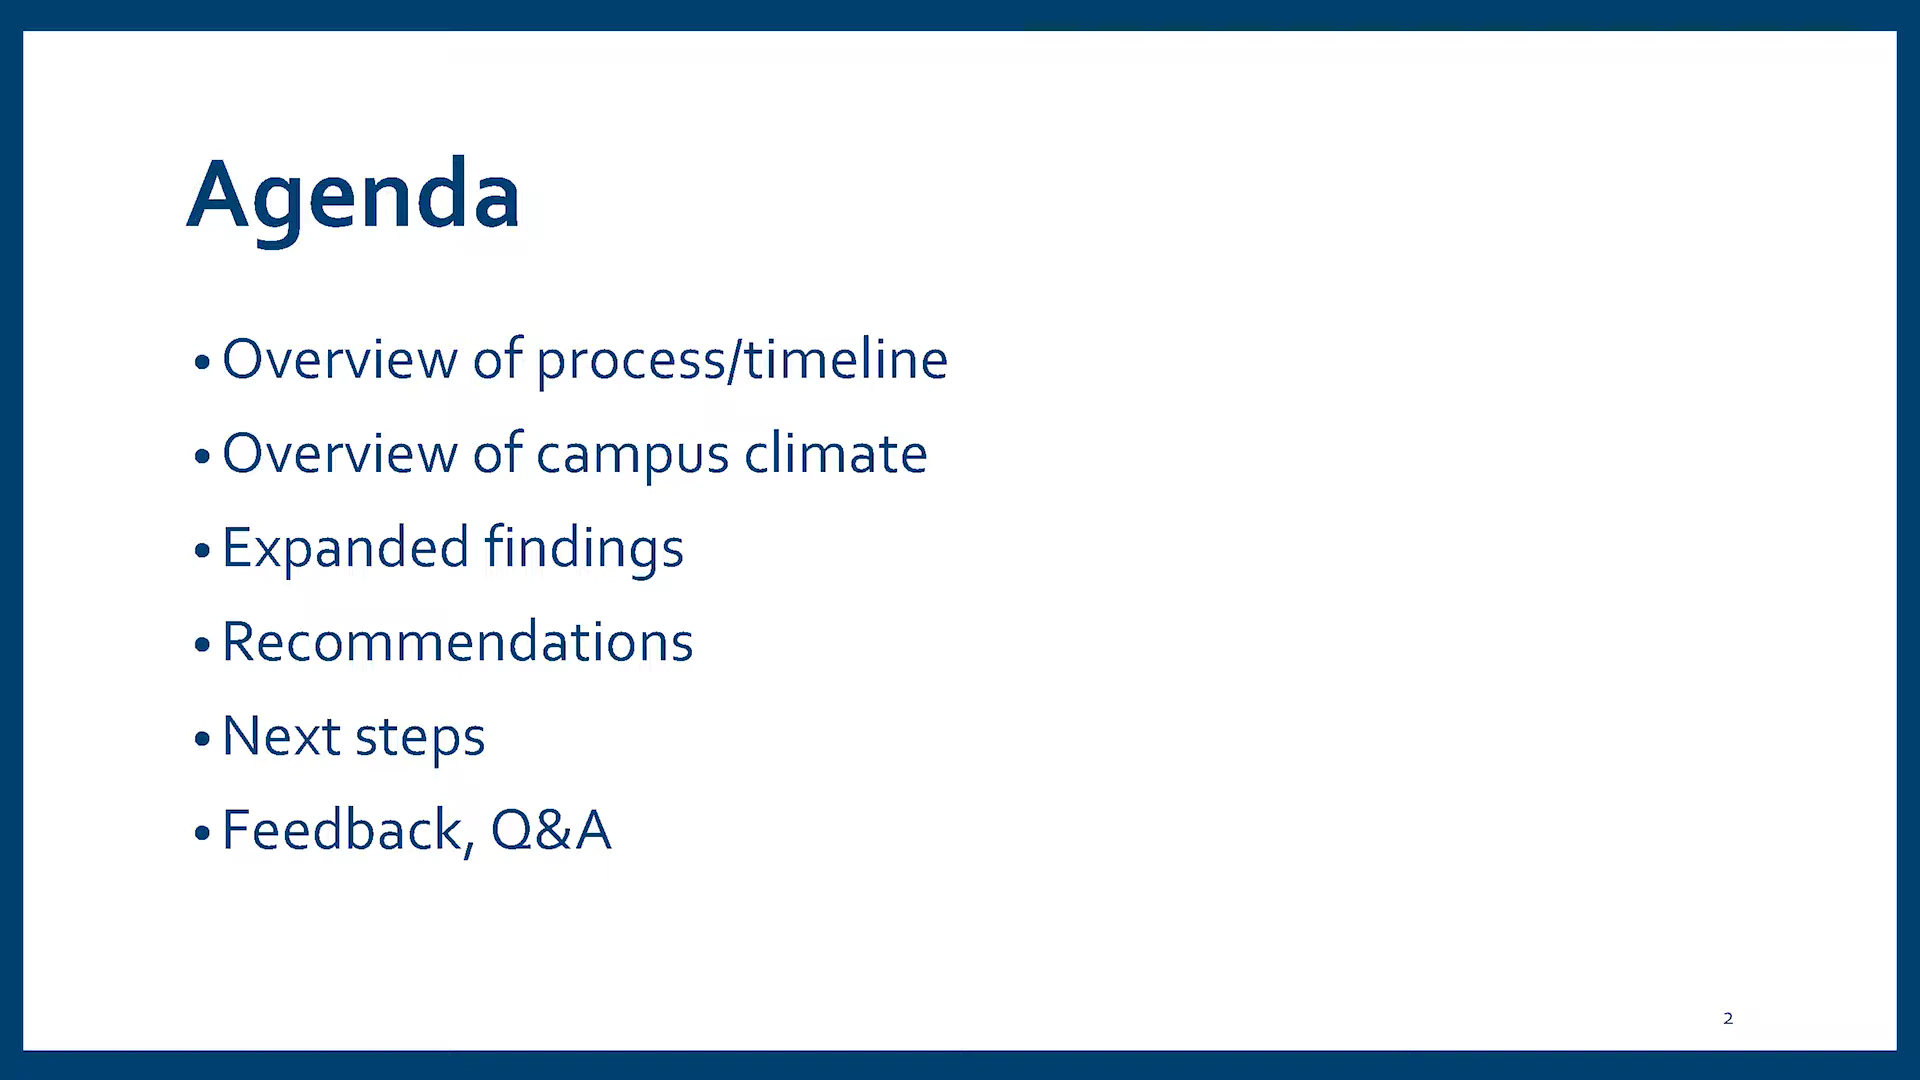 Agenda
• Overview of process/timeline
• Overview of campus climate
• Expanded findings
• Recommendations
• Next steps
• Feedback, Q&A
2